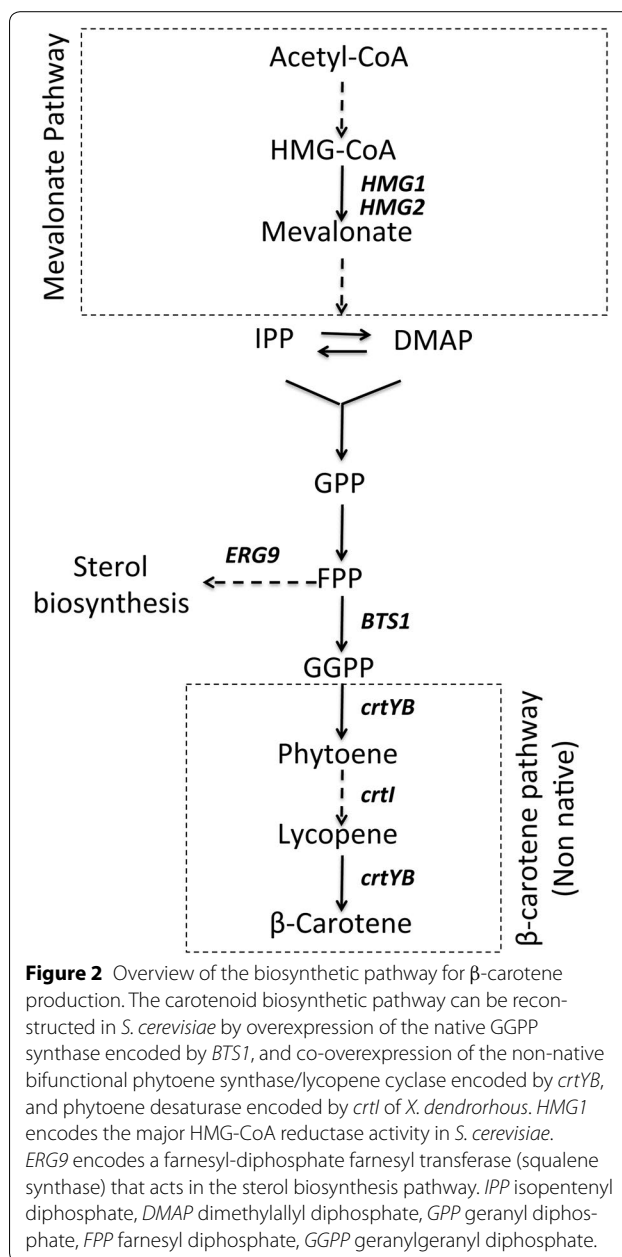 Mevalonate Pathway
Acetyl-CoA
HMG-CoA
HMG1
HMG2
Mevalonate
IPP
DMAP
GPP
Sterol
biosynthesis
ERG9
FPP
BTS1
GGPP
crtYB
Phytoene
crtI
Lycopene
crtYB
β-Carotene
β-carotene pathway
(Non native)
Figure 2 Overview of the biosynthetic pathway for β-carotene
production. The carotenoid biosynthetic pathway can be recon-
structed in S. cerevisiae by overexpression of the native GGPP
synthase encoded by BTS1, and co-overexpression of the non-native
bifunctional phytoene synthase/lycopene cyclase encoded by crtYB,
and phytoene desaturase encoded by crtI of X. dendrorhous. HMG1
encodes the major HMG-CoA reductase activity in S. cerevisiae.
ERG9 encodes a farnesyl-diphosphate farnesyl transferase (squalene
synthase) that acts in the sterol biosynthesis pathway. IPP isopentenyl
diphosphate, DMAP dimethylallyl diphosphate, GPP geranyl diphos-
phate, FPP farnesyl diphosphate, GGPP geranylgeranyl diphosphate.